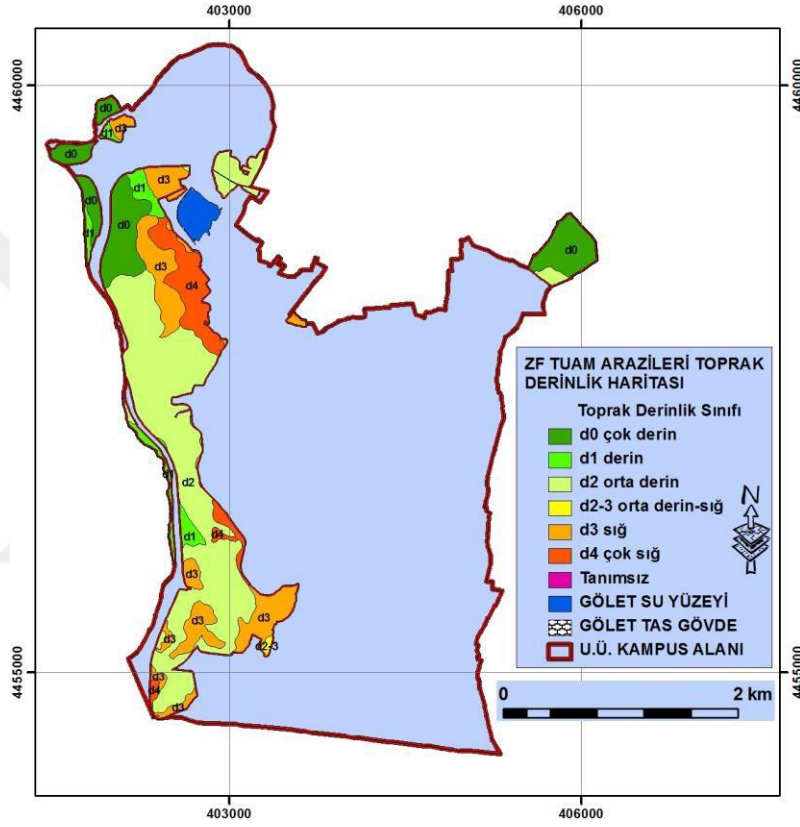 403000
406000
4460000
4460000
d0
d1
d3
d0
d3
d1
d0
d0
d1
d0
d3
d4
ZF TUAM ARAZİLERİ TOPRAK
DERİNLİK HARİTASI
Toprak Derinlik Sınıfı
d0 çok derin
d1 derin
d2 orta derin
d2-3 orta derin-sığ
d3 sığ
d4 çok sığ
Tanımsız
GÖLET SU YÜZEYİ
GÖLET TAS GÖVDE
U.Ü. KAMPUS ALANI
N
d1
d2
d1
d4
d3
d3
d3
d3
d2-3
d3
d4
d3
4455000
4455000
0
2 km
403000
406000